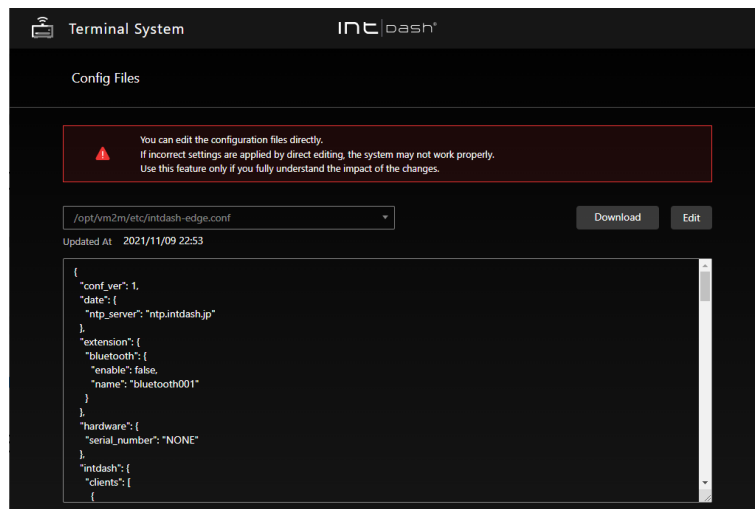 Terminal System
INT|DASH®
Config Files
You can edit the configuration files directly.
If incorrect settings are applied by direct editing, the system may not work properly.
Use this feature only if you fully understand the impact of the changes.
/opt/vm2m/etc/intdash-edge.conf
Download
Edit
Updated At 2021/11/09 22:53
{
"conf_ver": 1,
"date": {
"ntp_server": "ntp.intdash.jp"
},
"extension": {
"bluetooth": {
"enable": false,
"name": "bluetooth001"
}
},
"hardware": {
"serial_number": "NONE"
},
"intdash": {
"clients": [
{